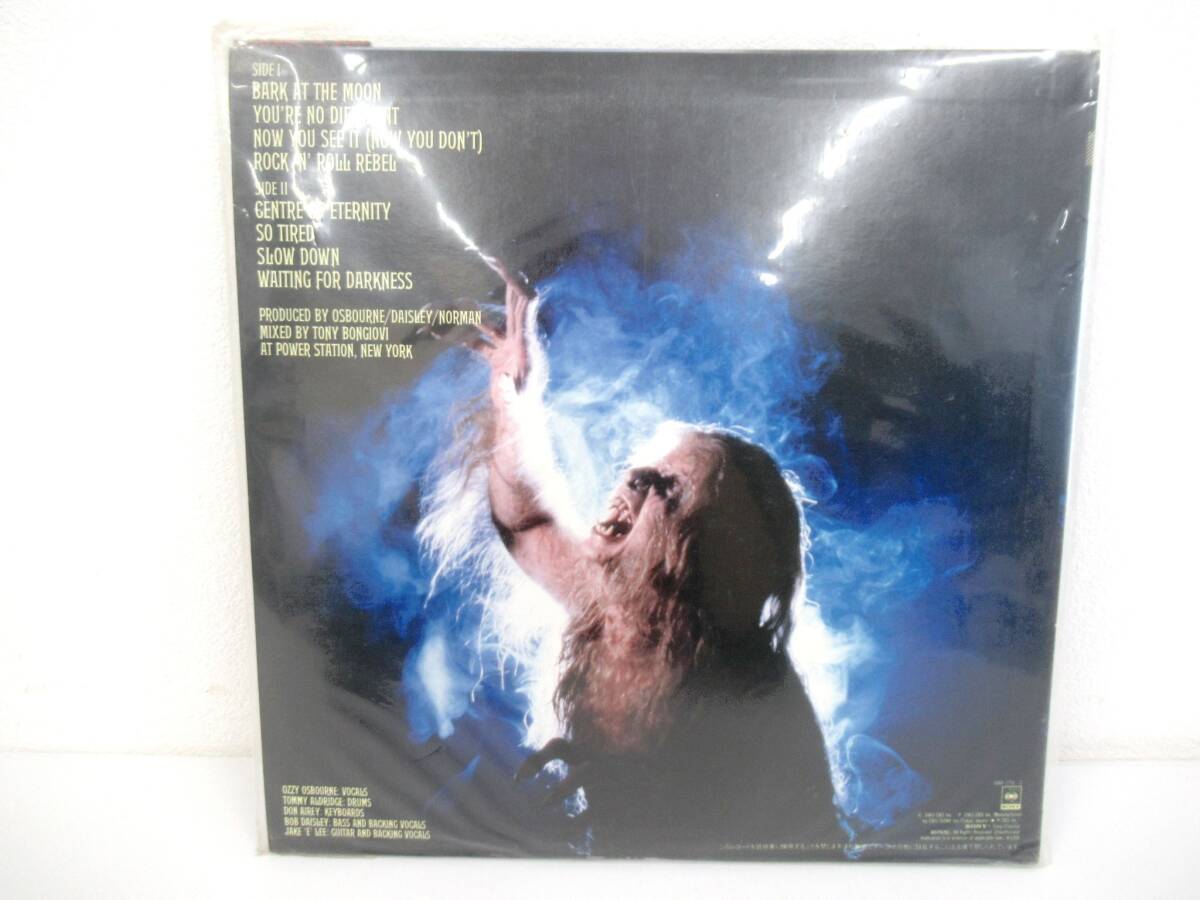 SIDE I
BARK AT THE MOON
YOU'RE NO DIFFERENT
NOW YOU SEE IT (NOW YOU DON'T)
ROCK 'N' ROLL REBEL
SIDE II
CENTRE OF ETERNITY
SO TIRED
SLOW DOWN
WAITING FOR DARKNESS
PRODUCED BY OSBOURNE/DAISLEY/NORMAN
MIXED BY TONY BONGIOVI
AT POWER STATION, NEW YORK
OZZY OSBOURNE: VOCALS
TOMMY ALDRIDGE: DRUMS
DON AIREY: KEYBOARDS
BOB DAISLEY: BASS AND BACKING VOCALS
JAKE 'E' LEE: GUITAR AND BACKING VOCALS
SONY